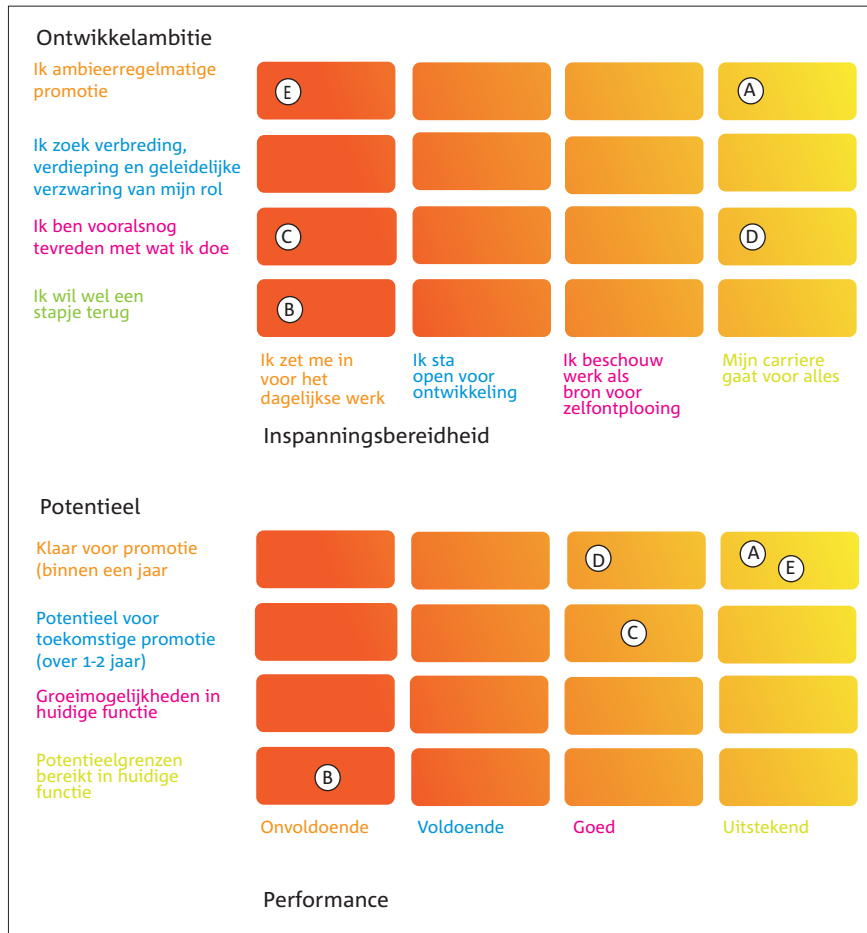 Ontwikkelambitie
Ik ambieerregelmatige
promotie
E
A
Ik zoek verbreding,
verdieping en geleidelijke
verzwaring van mijn rol
Ik ben vooralsnog
tevreden met wat ik doe
C
D
Ik wil wel een
stapje terug
B
Ik zet me in
voor het
dagelijkse werk
Ik sta
open voor
ontwikkeling
Ik beschouw
werk als
bron voor
zelfontplooing
Mijn carriere
gaat voor alles
Inspanningsbereidheid
Potentieel
Klaar voor promotie
(binnen een jaar
D
A
E
Potentieel voor
toekomstige promotie
(over 1-2 jaar)
C
Groeimogelijkheden in
huidige functie
Potentieelgrenzen
bereikt in huidige
functie
B
Onvoldoende
Voldoende
Goed
Uitstekend
Performance